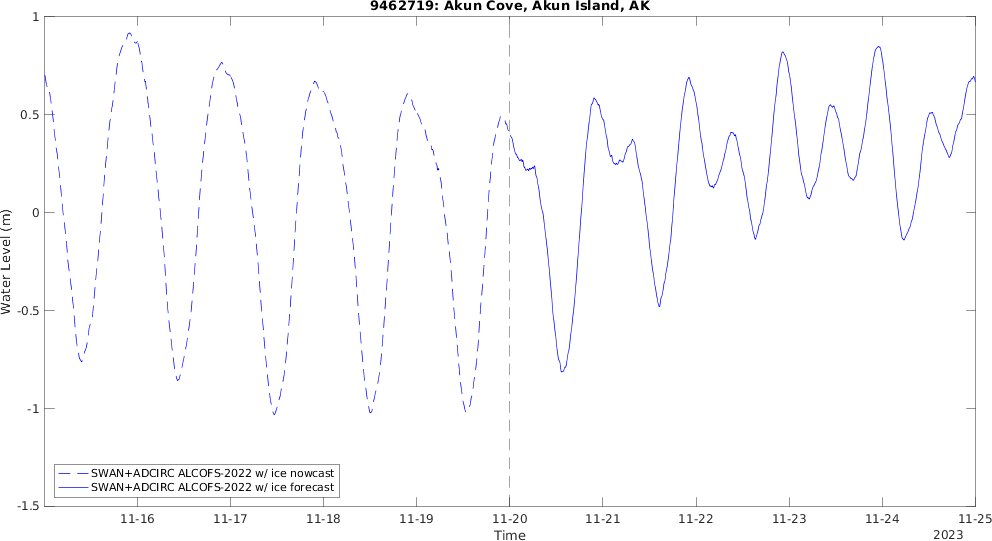 9462719: Akun Cove, Akun Island, AK
Water Level (m)
1
0.5
0
-0.5
-1
-1.5
SWAN+ADCIRC ALCOFS-2022 w/ ice nowcast
SWAN+ADCIRC ALCOFS-2022 w/ ice forecast
11-16 11-17 11-18 11-19 11-20 11-21 11-22 11-23 11-24 11-25
Time
2023